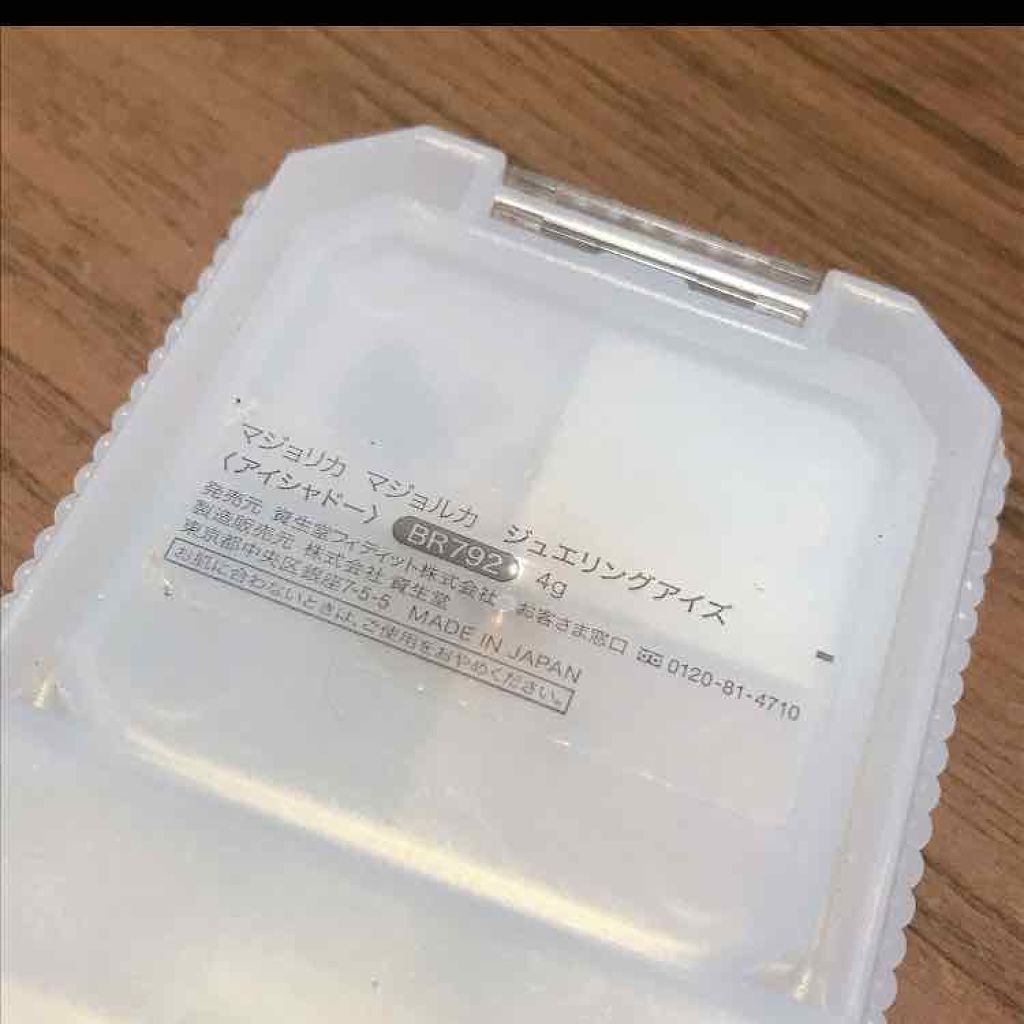 マジョリカ マジョルカ ジュエリングアイズ
〈アイシャドー〉 BR792 4g
発売元 資生堂フィティット株式会社 お客さま窓口 0120-81-4710
製造販売元 株式会社 資生堂
東京都中央区銀座7-5-5 MADE IN JAPAN
お肌に合わないときは、ご使用をおやめください。